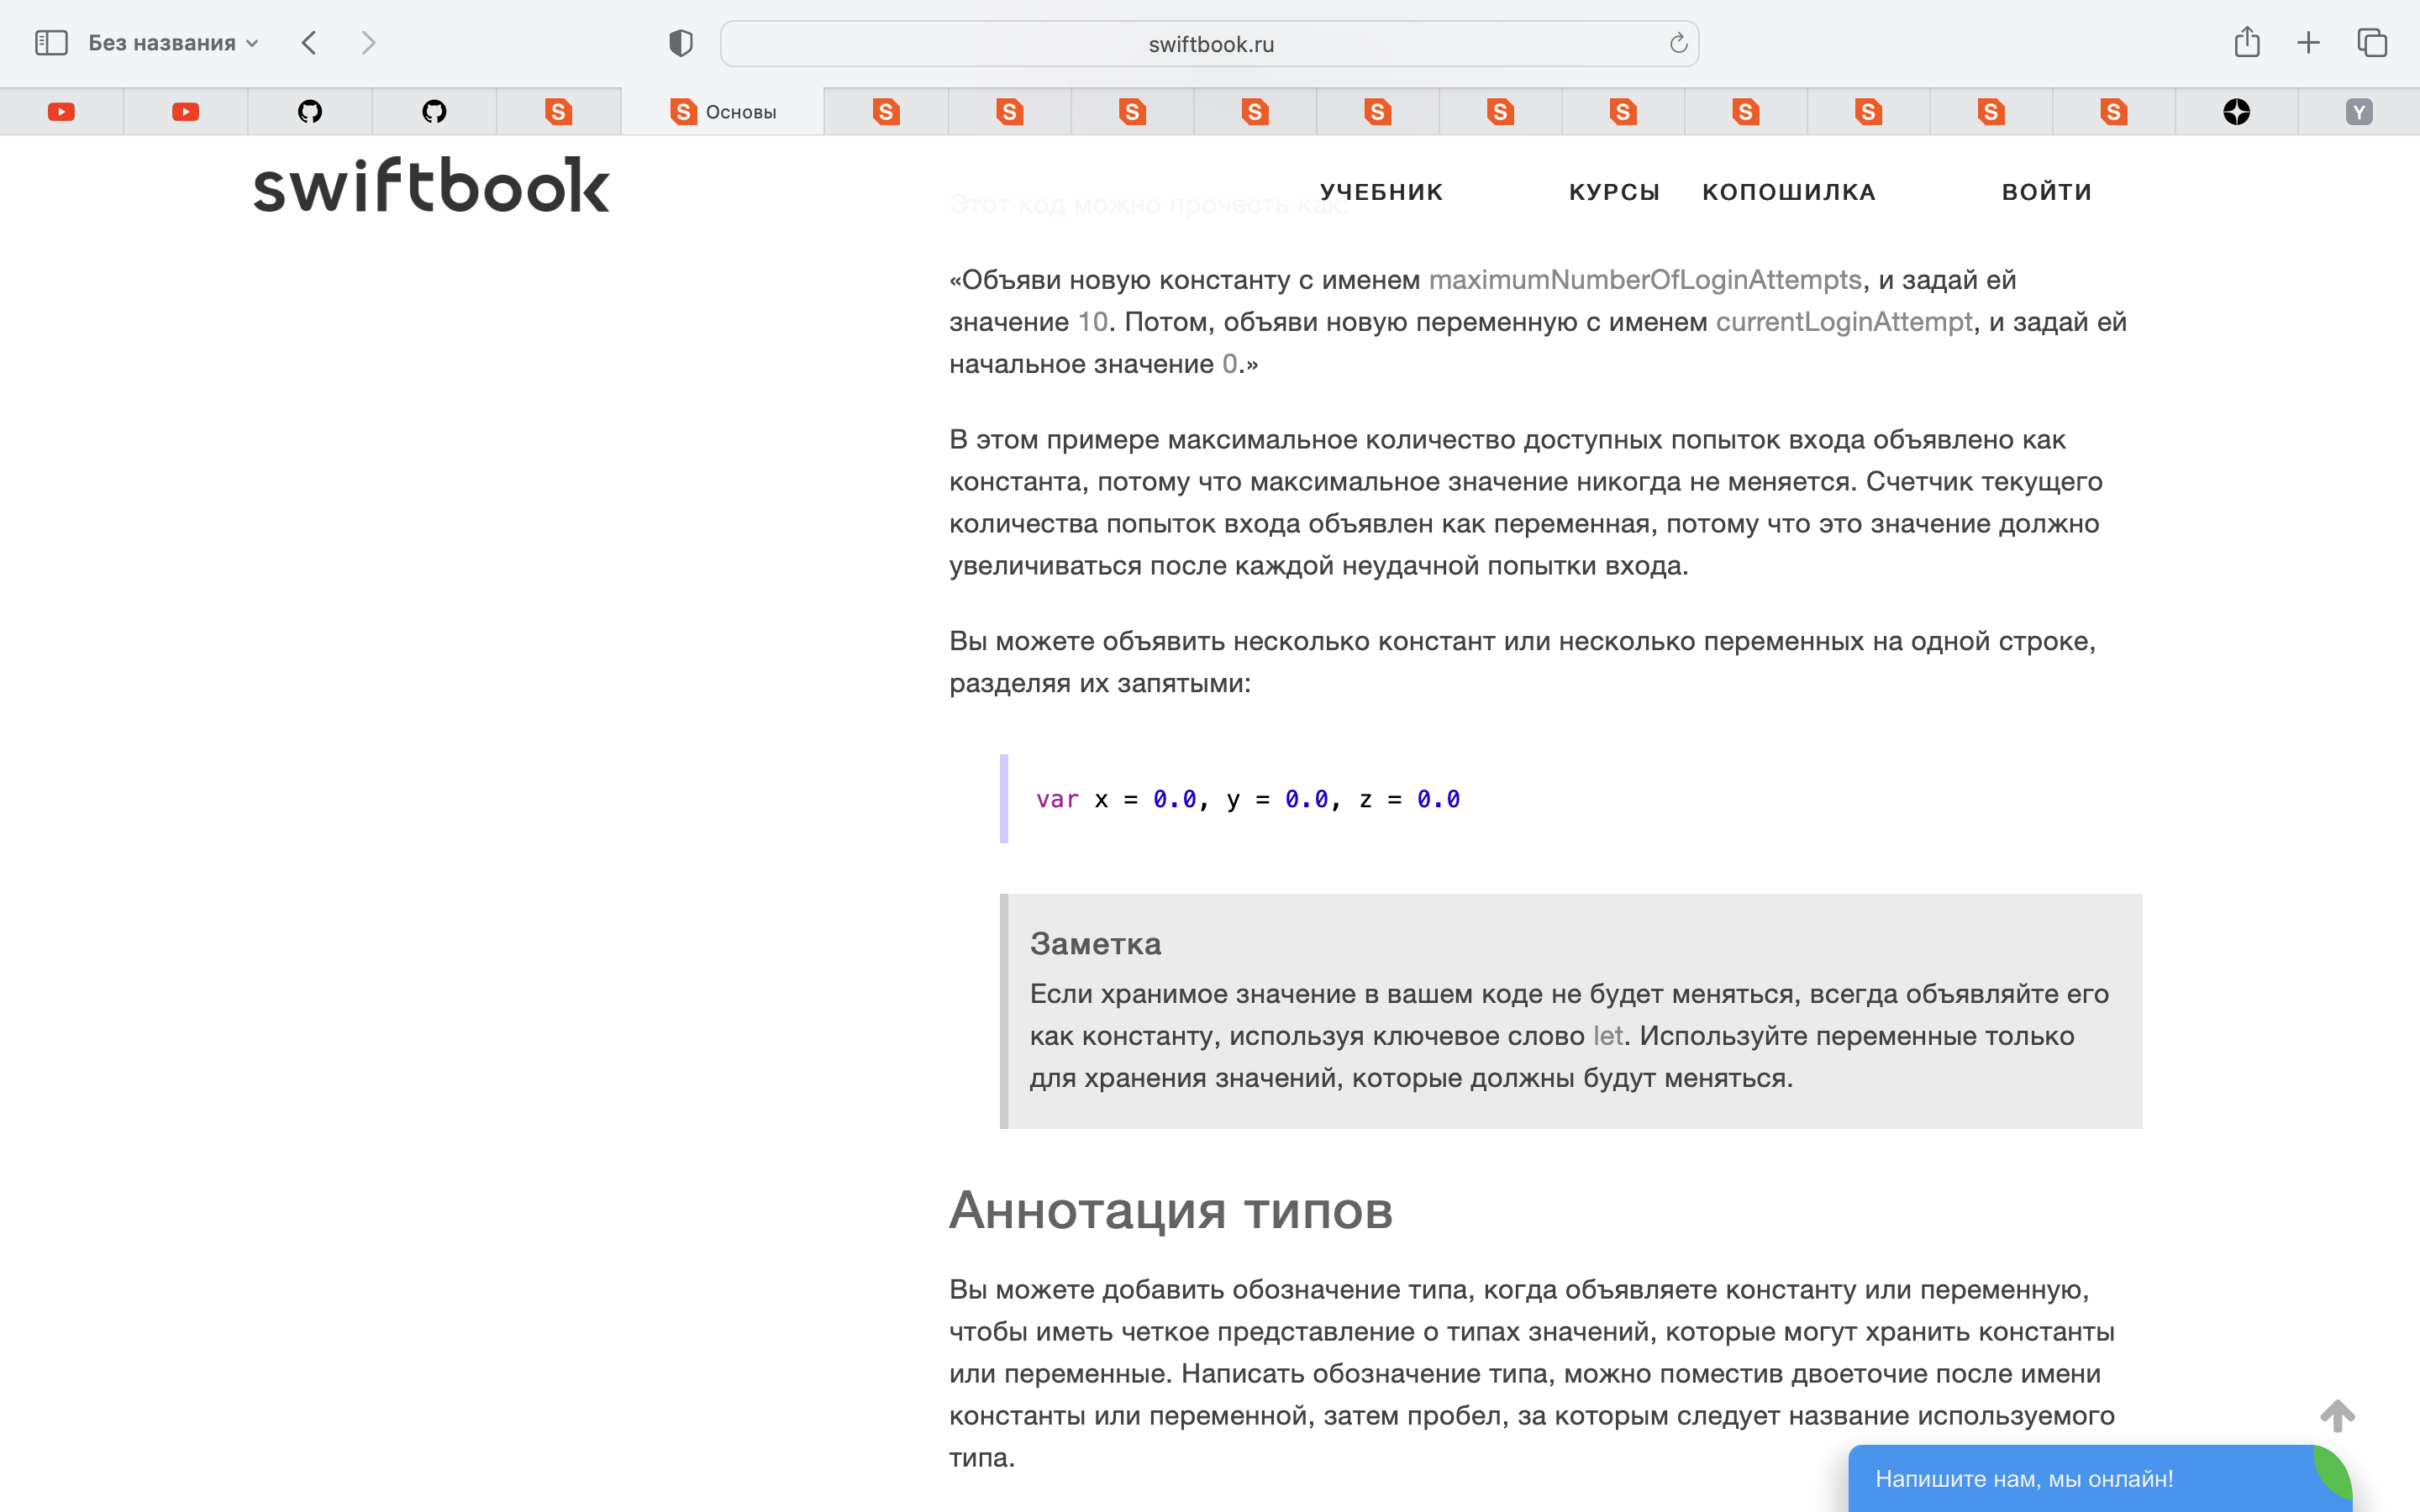 Без названия
swiftbook.ru
Основы
Y
swiftbook
УЧЕБНИК
КУРСЫ
КОПОШИЛКА
ВОЙТИ
Этот код можно прочесть как:
«Объяви новую константу с именем maximumNumberOfLoginAttempts, и задай ей
значение 10. Потом, объяви новую переменную с именем currentLoginAttempt, и задай ей
начальное значение 0.»
В этом примере максимальное количество доступных попыток входа объявлено как
константа, потому что максимальное значение никогда не меняется. Счетчик текущего
количества попыток входа объявлен как переменная, потому что это значение должно
увеличиваться после каждой неудачной попытки входа.
Вы можете объявить несколько констант или несколько переменных на одной строке,
разделяя их запятыми:
var x = 0.0, y = 0.0, z = 0.0
Заметка
Если хранимое значение в вашем коде не будет меняться, всегда объявляйте его
как константу, используя ключевое слово let. Используйте переменные только
для хранения значений, которые должны будут меняться.
Аннотация типов
Вы можете добавить обозначение типа, когда объявляете константу или переменную,
чтобы иметь четкое представление о типах значений, которые могут хранить константы
или переменные. Написать обозначение типа, можно поместив двоеточие после имени
константы или переменной, затем пробел, за которым следует название используемого
типа.
Напишите нам, мы онлайн!